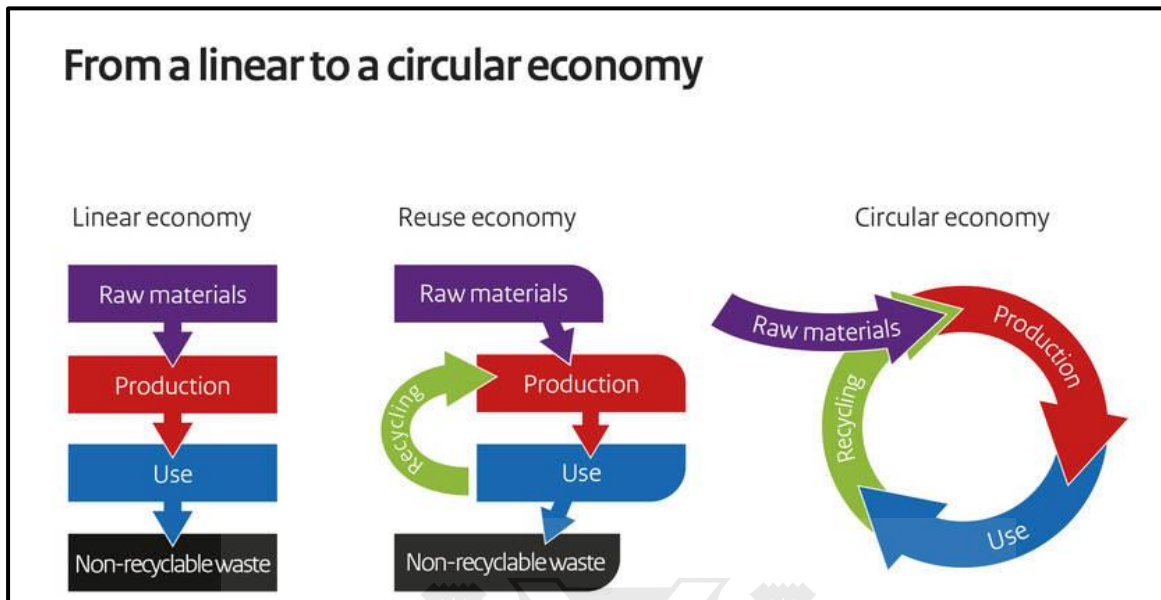 From a linear to a circular economy
Linear economy
Raw materials
Production
Use
Non-recyclable waste
Reuse economy
Raw materials
Production
Recycling
Use
Non-recyclable waste
Circular economy
Raw materials
Production
Use
Recycling